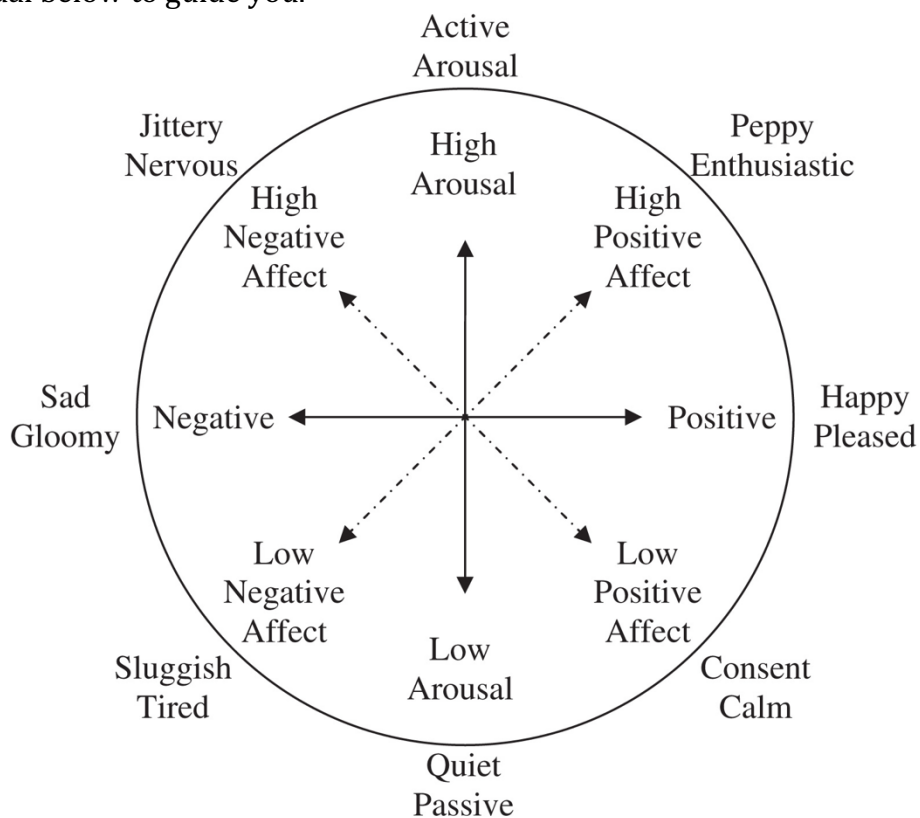 below to guide you.
Active
Arousal
Jittery
Nervous
Peppy
Enthusiastic
High
Arousal
High
Negative
Affect
High
Positive
Affect
Sad
Gloomy
Negative
Positive
Happy
Pleased
Low
Negative
Affect
Low
Positive
Affect
Low
Arousal
Sluggish
Tired
Consent
Calm
Quiet
Passive